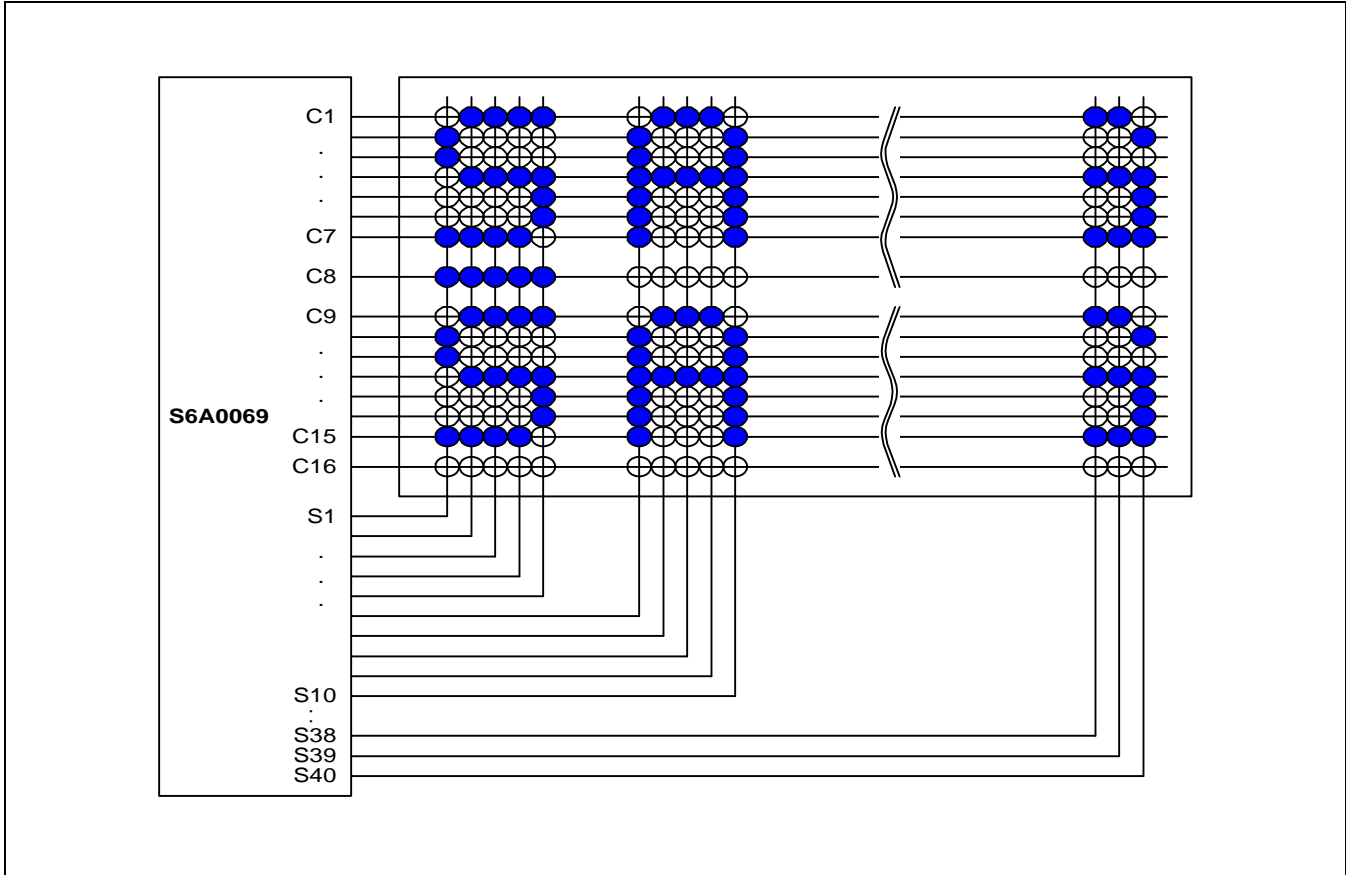 C1
.
.
.
C7
C8
C9
.
.
.
S6A0069
C15
C16
S1
.
.
.
S10
.
.
S38
S39
S40